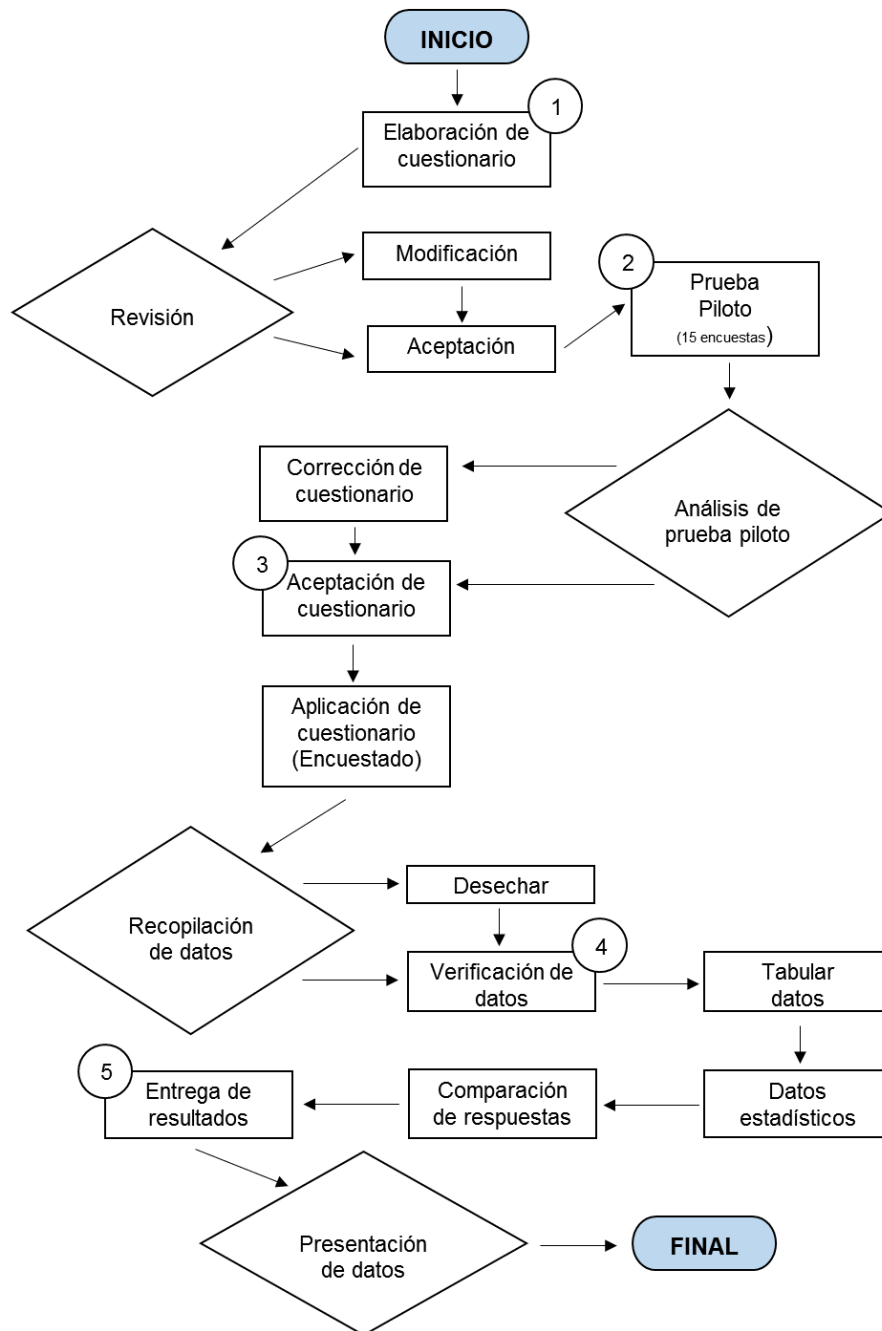 INICIO
1
Elaboración de
cuestionario
Modificación
Revisión
Aceptación
2
Prueba
Piloto
(15 encuestas)
Corrección de
cuestionario
Análisis de
prueba piloto
3
Aceptación de
cuestionario
Aplicación de
cuestionario
(Encuestado)
Recopilación
de datos
Desechar
4
Verificación de
datos
Tabular
datos
Datos
estadísticos
Comparación
de respuestas
5
Entrega de
resultados
Presentación
de datos
FINAL